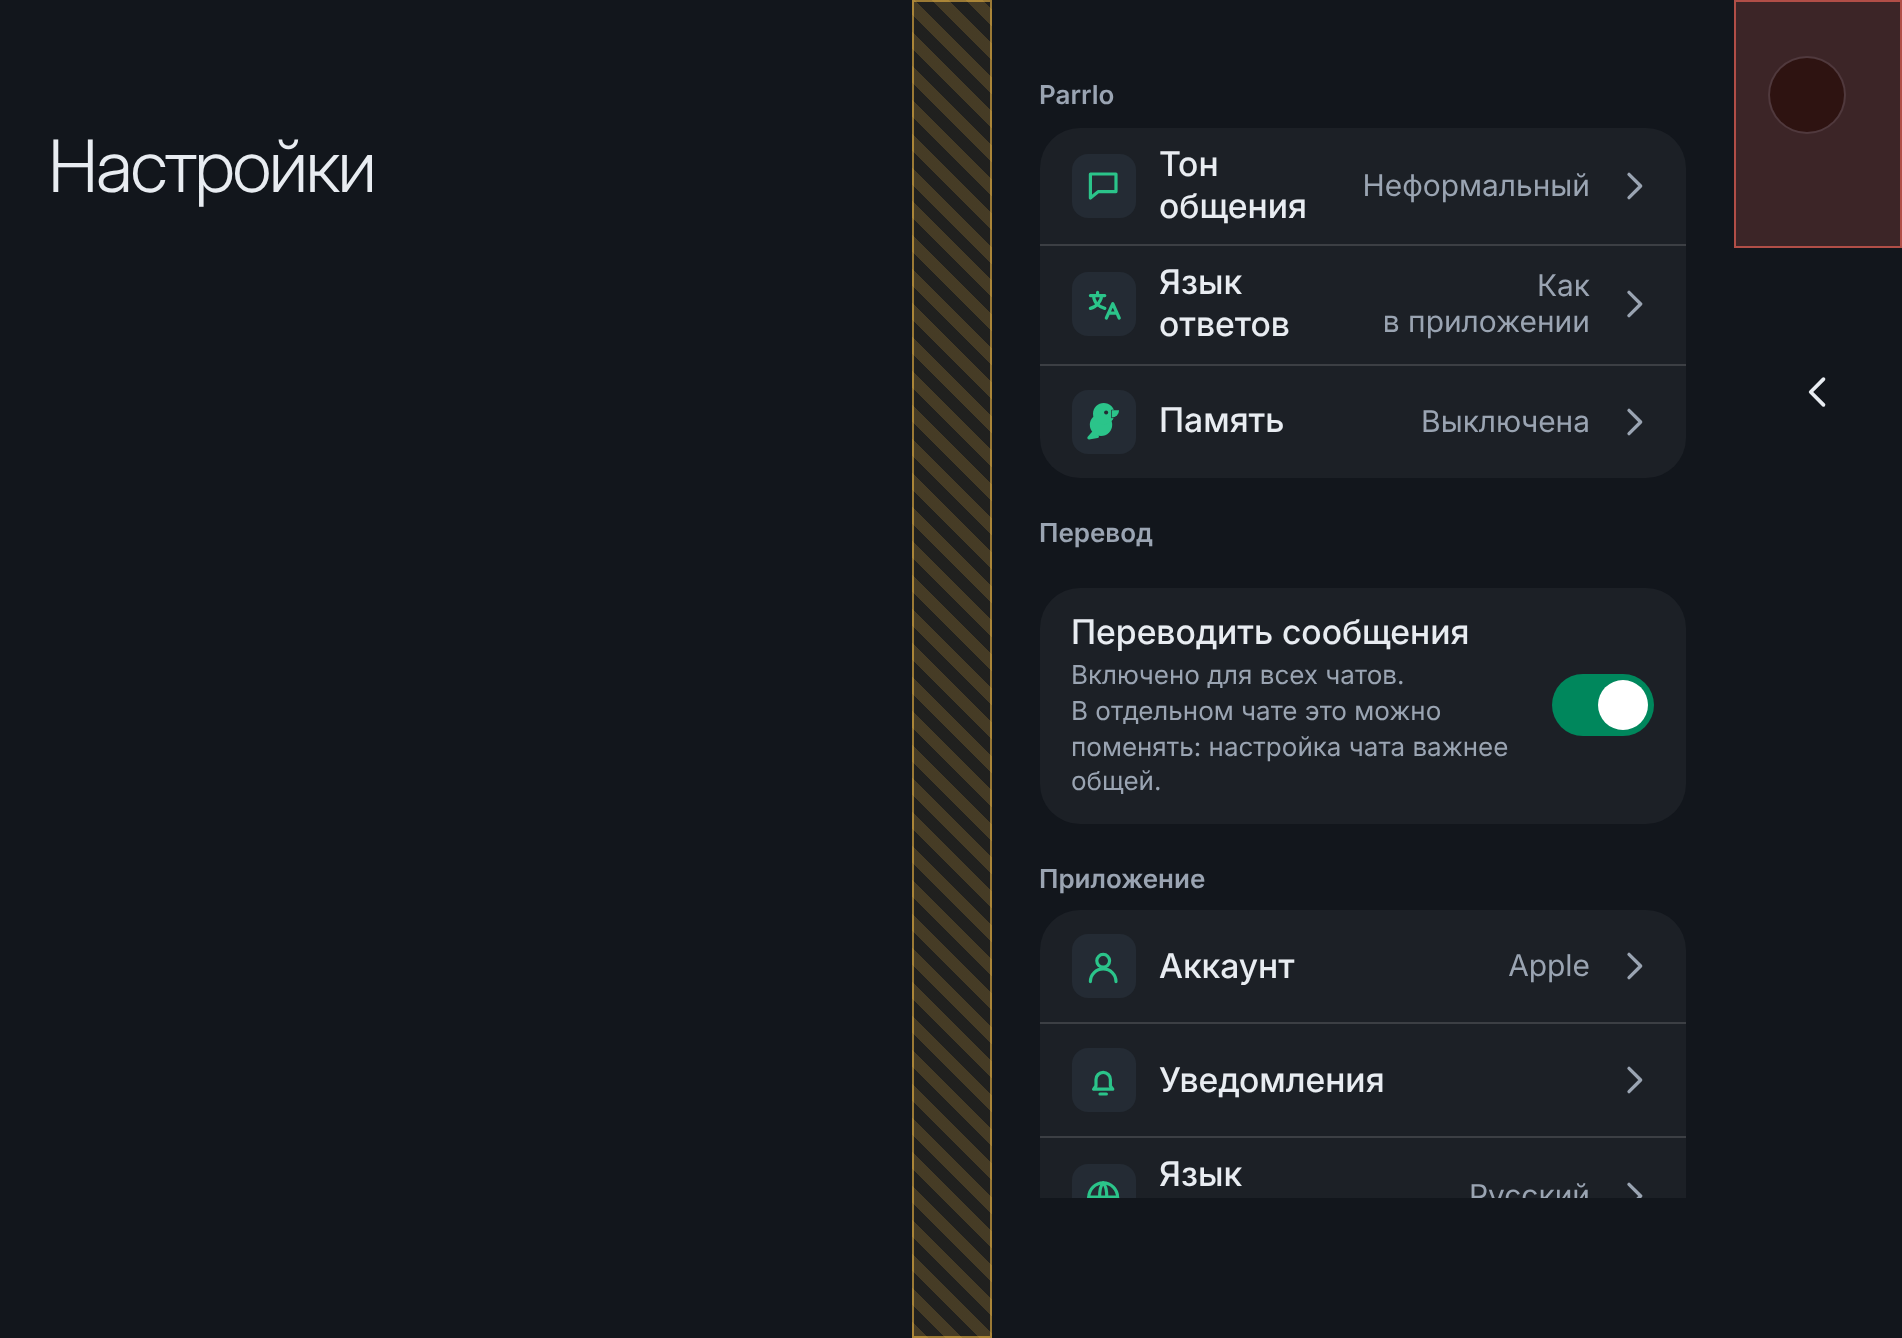 Настройки
Parrlo
Тон
общения
Неформальный
Язык
ответов
Как
в приложении
Память
Выключена
Перевод
Переводить сообщения
Включено для всех чатов.
В отдельном чате это можно
поменять: настройка чата важнее
общей.
Приложение
Аккаунт
Apple
Уведомления
Язык
Русский